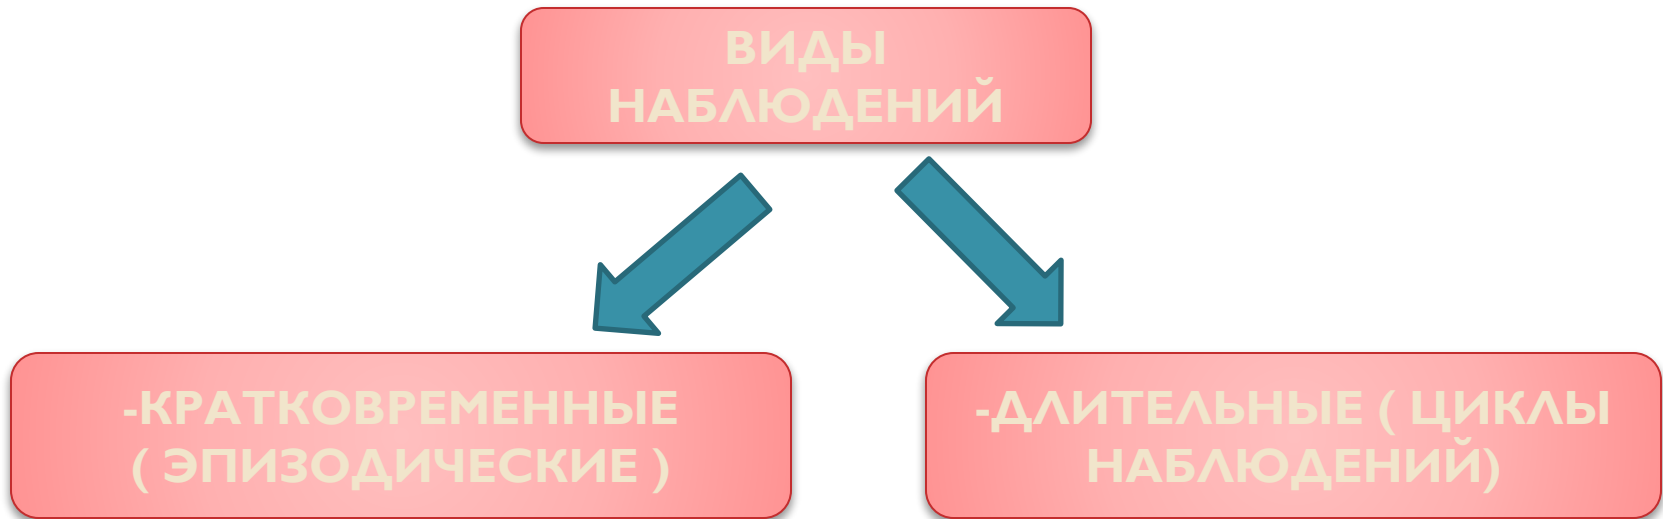 ВИДЫ
НАБЛЮДЕНИЙ
-КРАТКОВРЕМЕННЫЕ
( ЭПИЗОДИЧЕСКИЕ )
-ДЛИТЕЛЬНЫЕ ( ЦИКЛЫ
НАБЛЮДЕНИЙ)